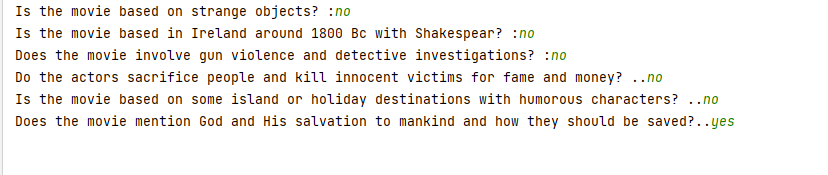 Is the movie based on strange objects? :no
Is the movie based in Ireland around 1800 Bc with Shakespear? :no
Does the movie involve gun violence and detective investigations? :no
Do the actors sacrifice people and kill innocent victims for fame and money? ..no
Is the movie based on some island or holiday destinations with humorous characters? ..no
Does the movie mention God and His salvation to mankind and how they should be saved?..yes